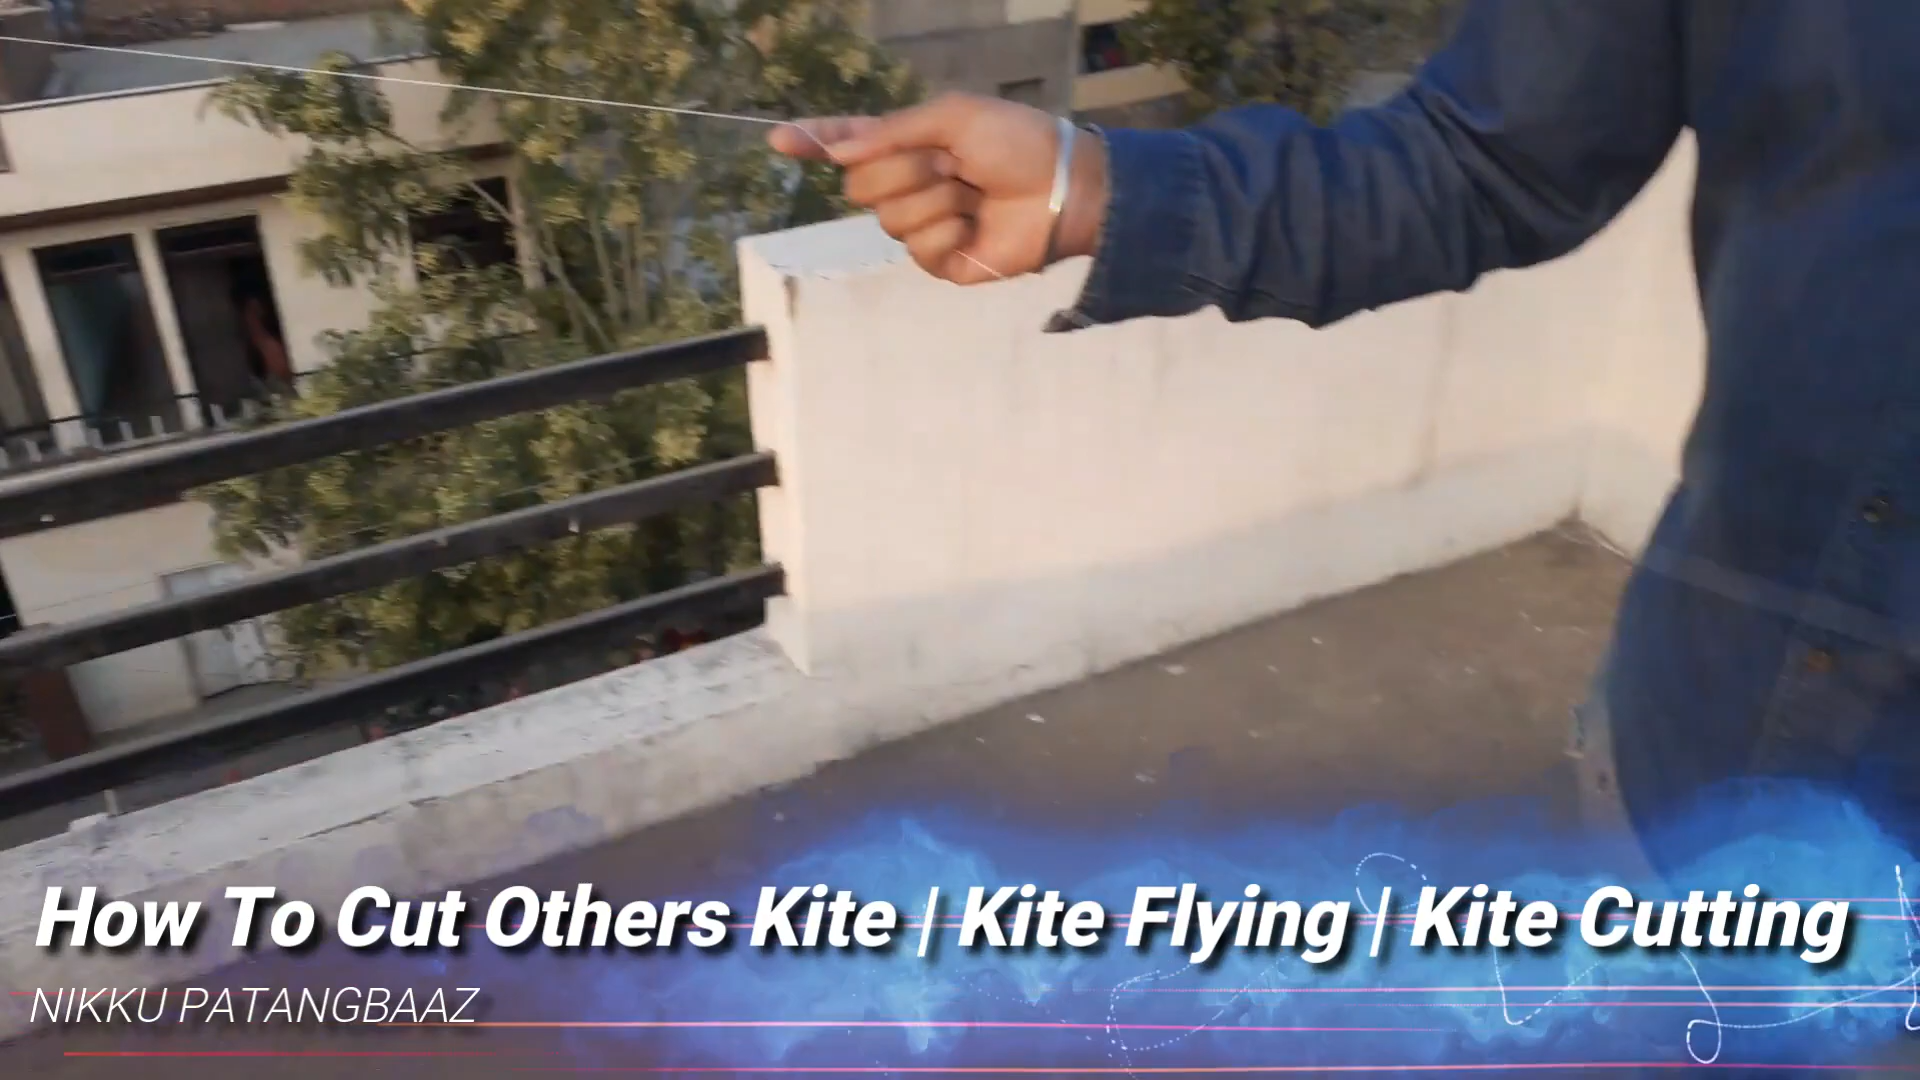 How To Cut Others Kite | Kite Flying | Kite Cutting
NIKKU PATANGBAAZ